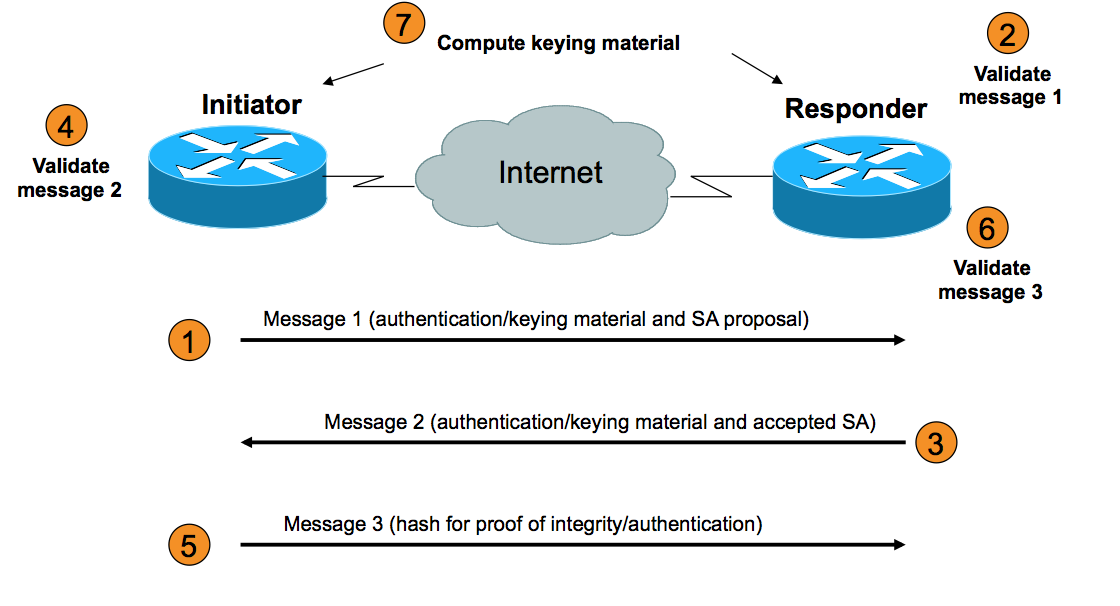 7
Compute keying material
2
Validate
message 1
Initiator
Responder
4
Validate
message 2
Internet
6
Validate
message 3
Message 1 (authentication/keying material and SA proposal)
1
Message 2 (authentication/keying material and accepted SA)
3
Message 3 (hash for proof of integrity/authentication)
5